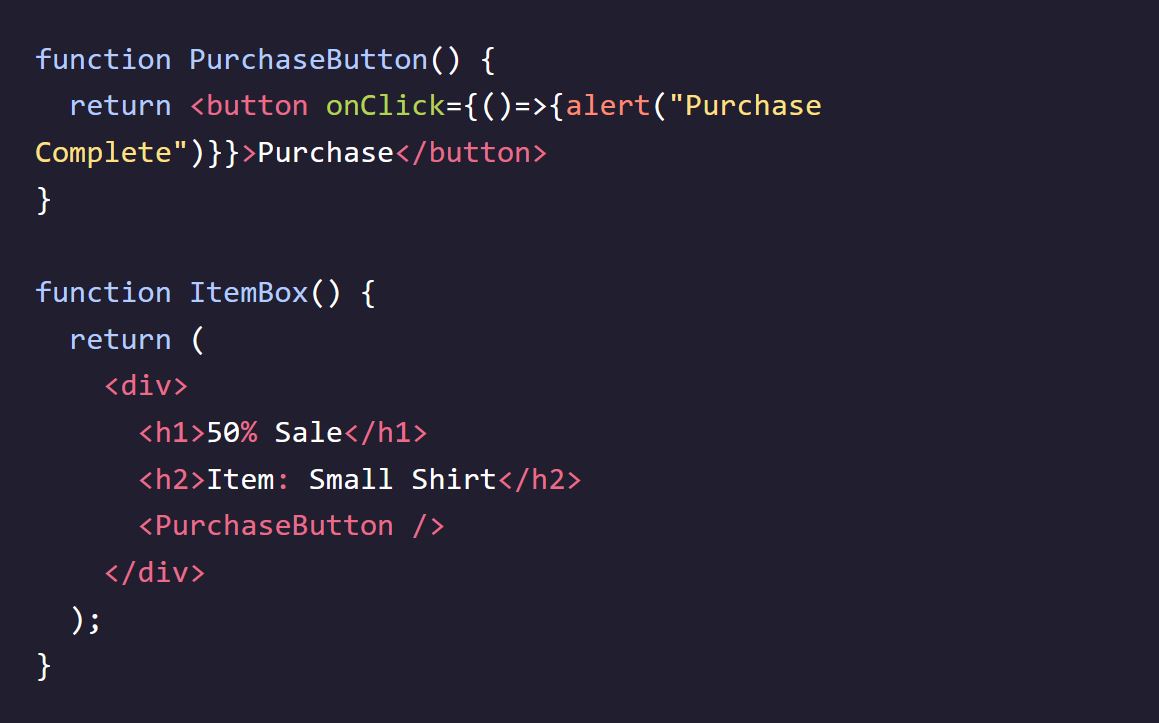 function PurchaseButton() {
  return <button onClick={()=>{alert("Purchase
Complete")}}>Purchase</button>
}

function ItemBox() {
  return (
    <div>
      <h1>50% Sale</h1>
      <h2>Item: Small Shirt</h2>
      <PurchaseButton />
    </div>
  );
}